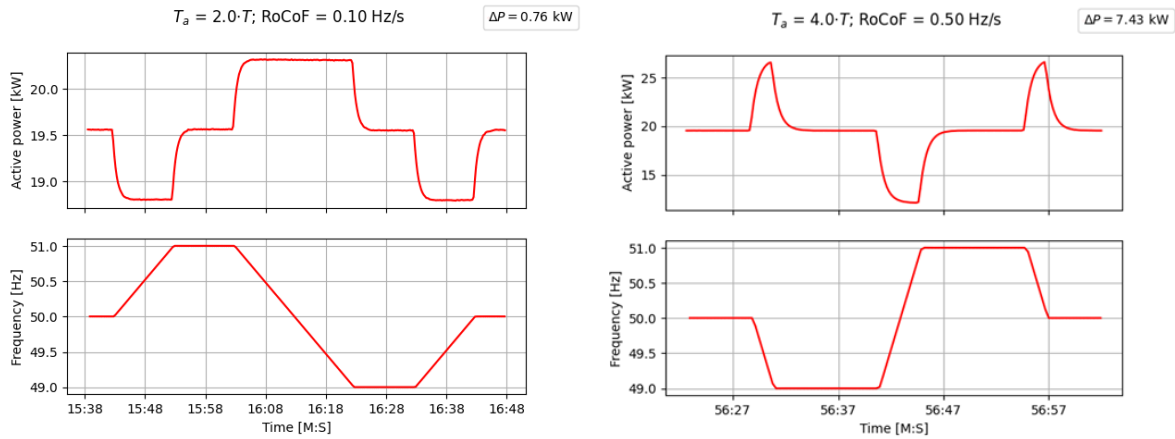 T_a = 2.0·T; RoCoF = 0.10 Hz/s
ΔP = 0.76 kW
Active power [kW]
20.0
19.5
19.0
Frequency [Hz]
51.0
50.5
50.0
49.5
49.0
15:38 15:48 15:58 16:08 16:18 16:28 16:38 16:48
Time [M:S]
T_a = 4.0·T; RoCoF = 0.50 Hz/s
ΔP = 7.43 kW
Active power [kW]
25
20
15
Frequency [Hz]
51.0
50.5
50.0
49.5
49.0
56:27 56:37 56:47 56:57
Time [M:S]